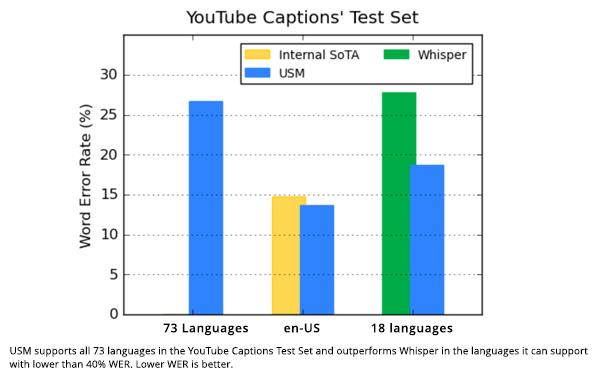 YouTube Captions' Test Set
Internal SoTA
Whisper
USM
Word Error Rate (%)
30
25
20
15
10
5
0
73 Languages
en-US
18 languages
USM supports all 73 languages in the YouTube Captions Test Set and outperforms Whisper in the languages it can support
with lower than 40% WER. Lower WER is better.